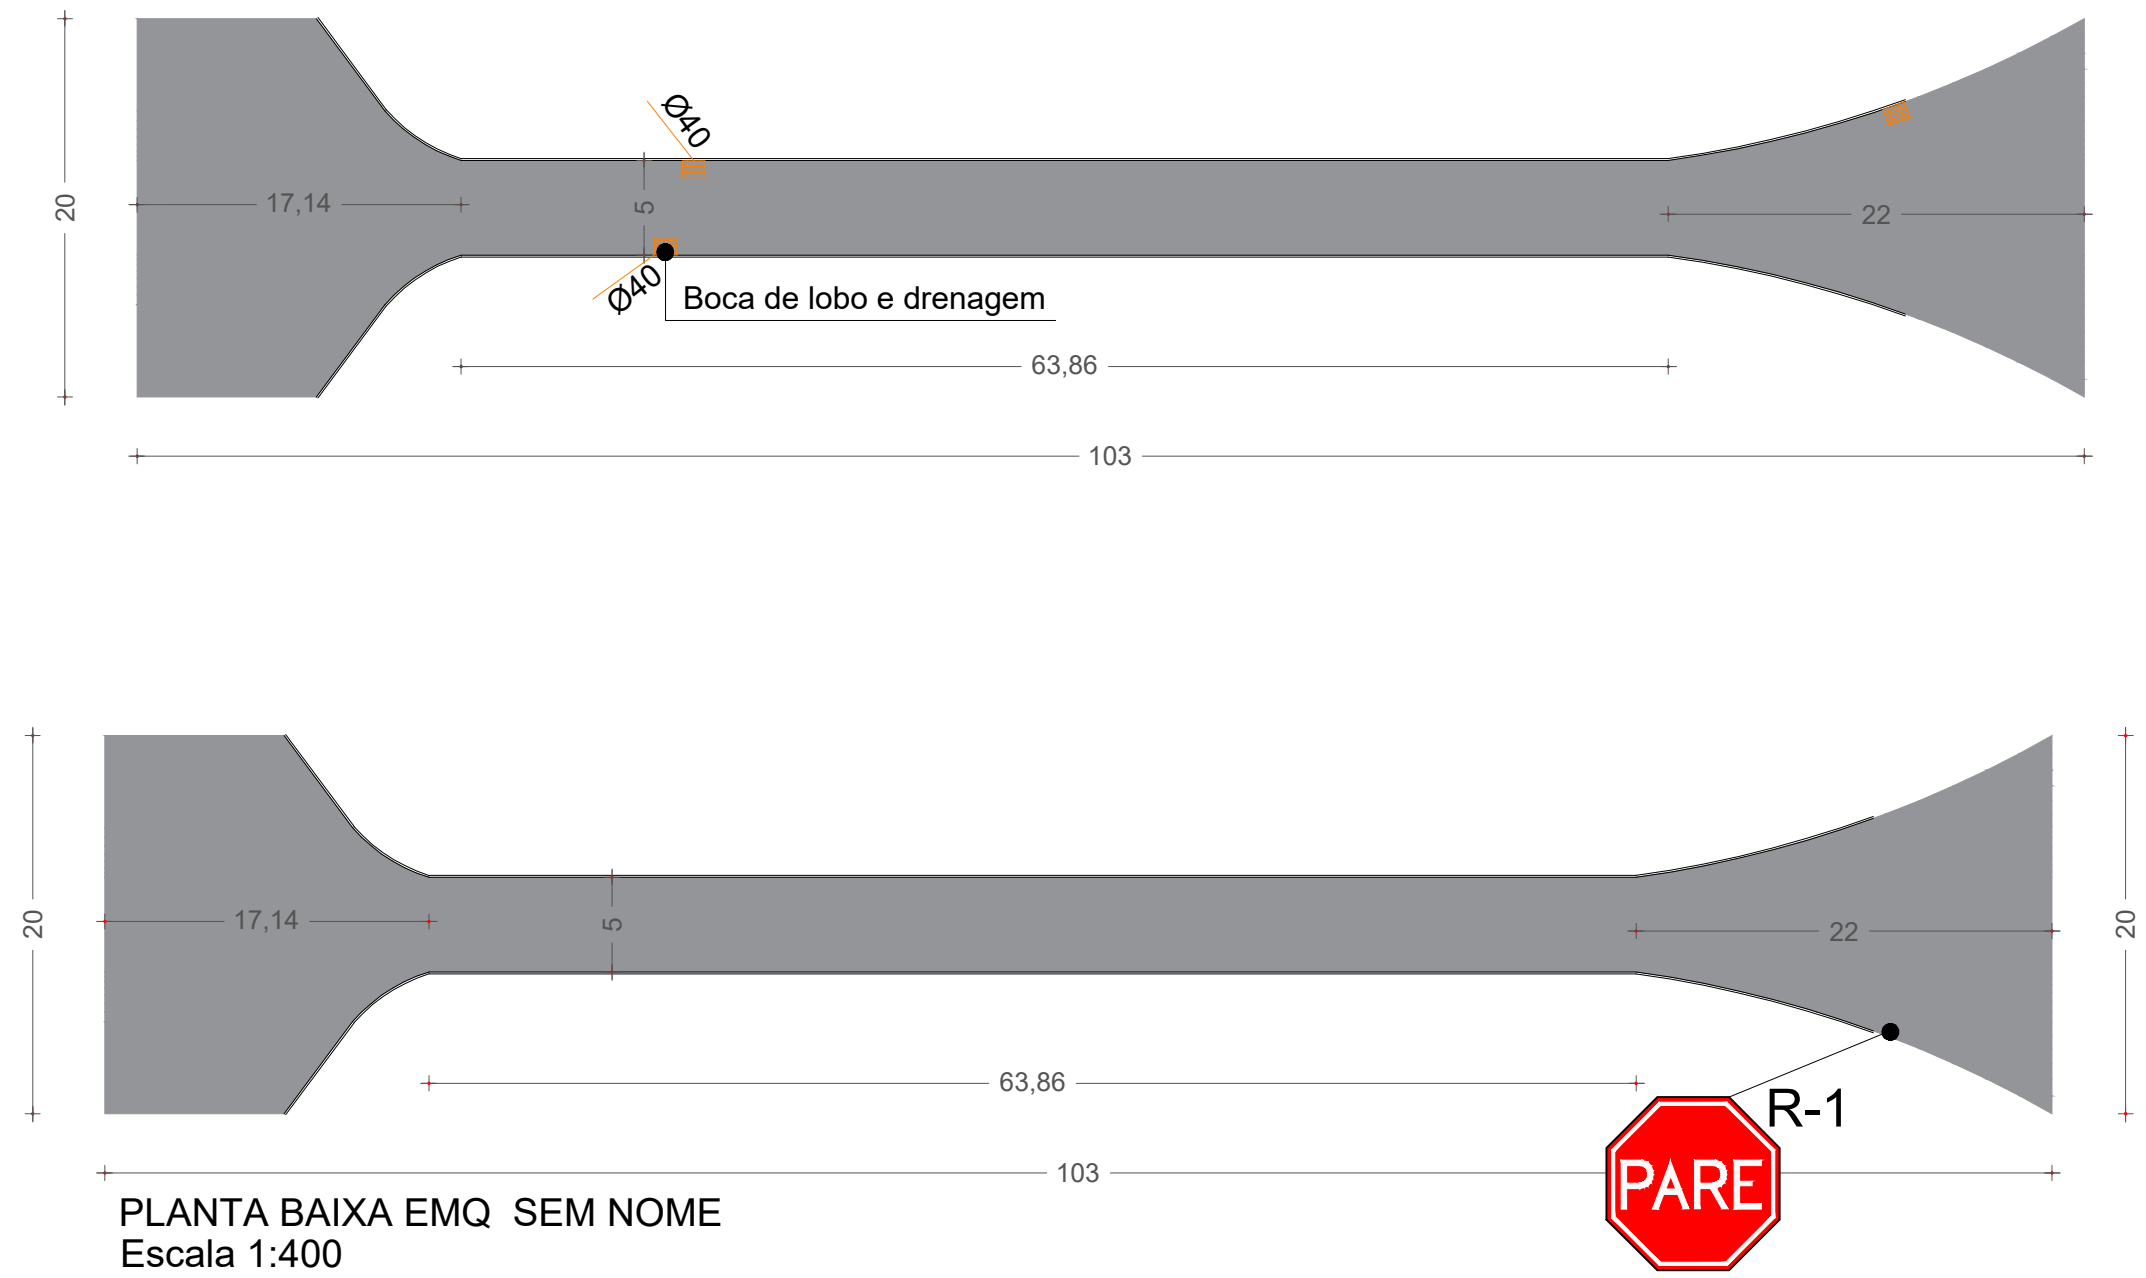 Ø40
20
17,14
5
22
Ø40
Boca de lobo e drenagem
63,86
103
20
17,14
5
22
20
63,86
R-1
103
PARE
PLANTA BAIXA EMQ  SEM NOME
Escala 1:400